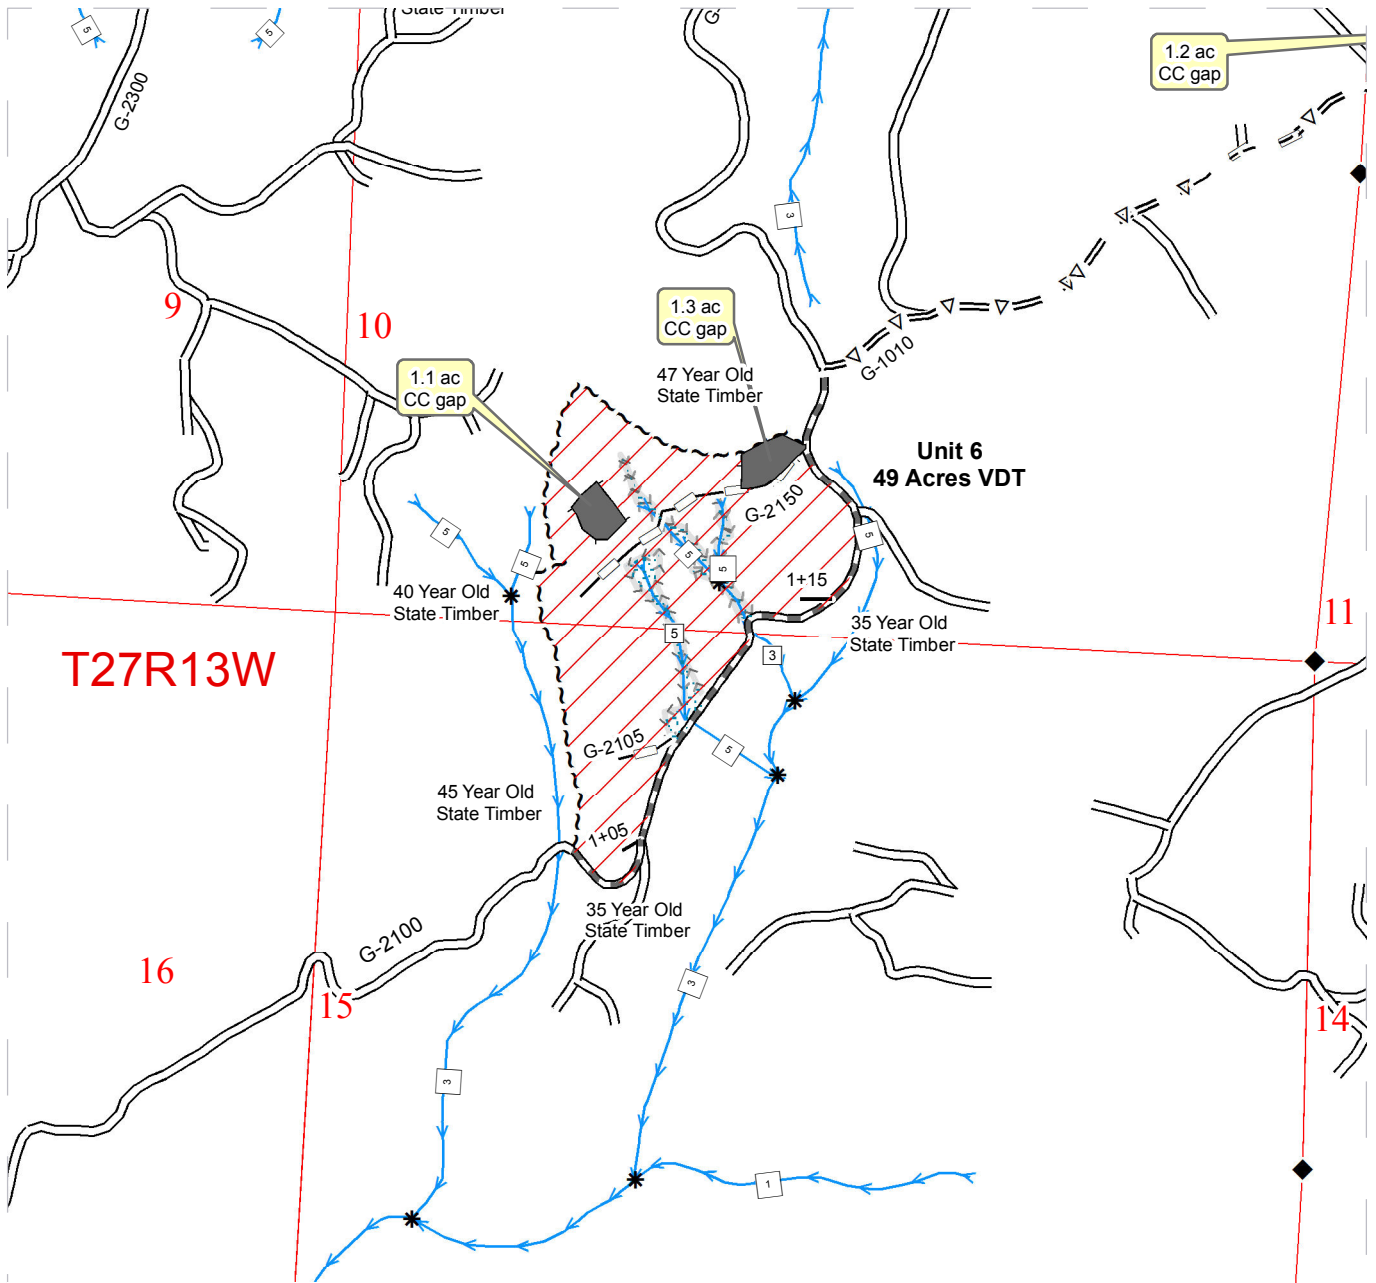 State Timber
5
5
G-2300
G-
1.2 ac
CC gap
3
9
10
1.3 ac
CC gap
G-1010
1.1 ac
CC gap
47 Year Old
State Timber
Unit 6
49 Acres VDT
G-2150
5
5
5
5
5
1+15
40 Year Old
State Timber
35 Year Old
State Timber
11
5
3
T27R13W
G-2105
5
45 Year Old
State Timber
1+05
35 Year Old
State Timber
G-2100
16
15
3
14
3
1